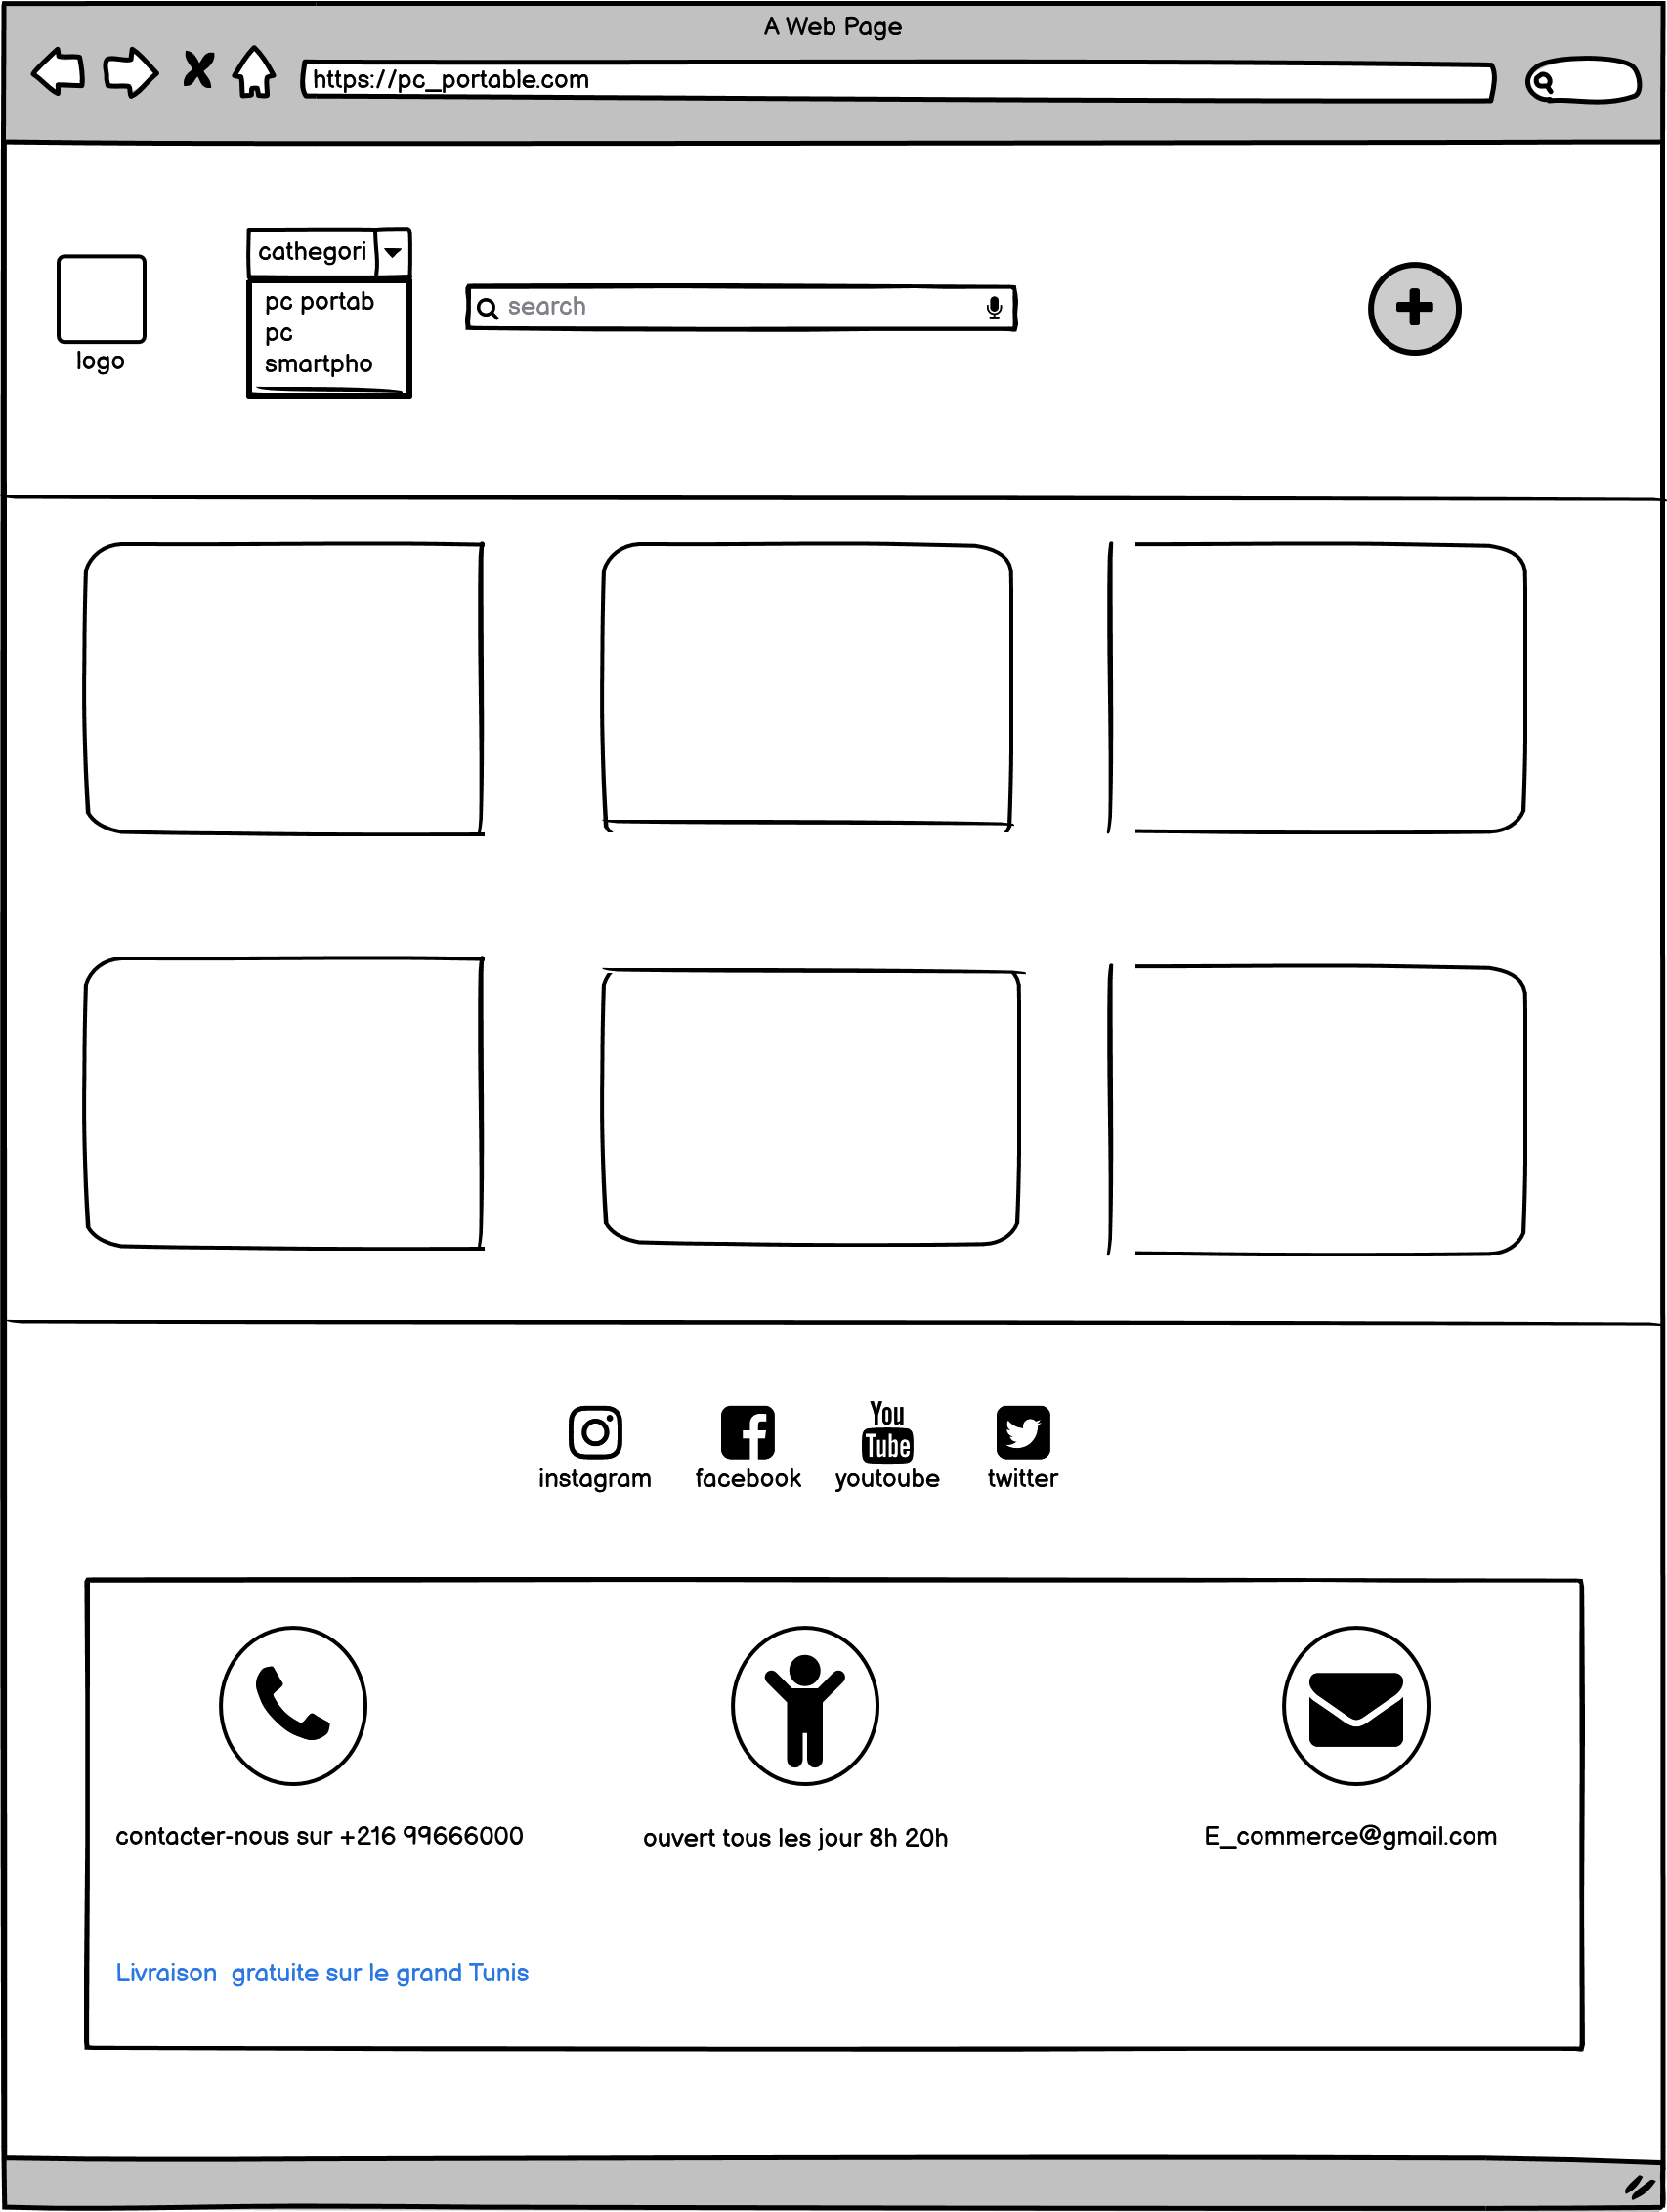 A Web Page
https://pc_portable.com
cathegori
pc portab
pc
smartpho
logo
search
You
Tube
instagram
facebook
youtoube
twitter
contacter-nous sur +216 99666000
ouvert tous les jour 8h 20h
E_commerce@gmail.com
Livraison gratuite sur le grand Tunis